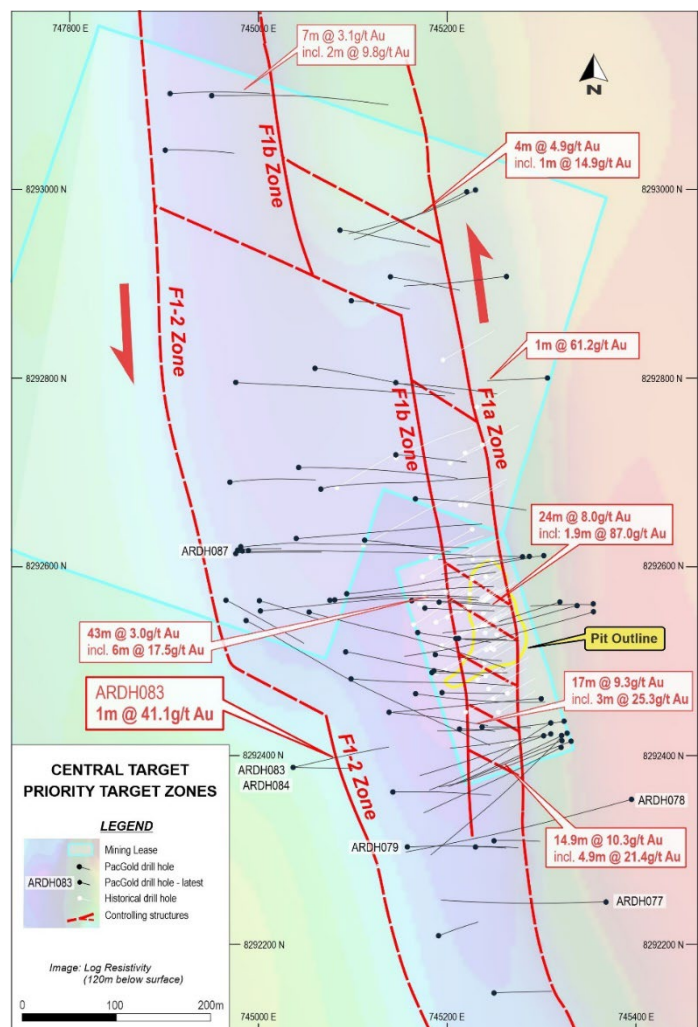 747800
745000
745200
7m @ 3.1g/t Au
incl. 2m @ 9.8g/t Au
N
F1b Zone
4m @ 4.9g/t Au
incl. 1m @ 14.9g/t Au
8293000 N
8293000 N
F1-2 Zone
1m @ 61.2g/t Au
8292800 N
8292800 N
F1b Zone
F1a Zone
24m @ 8.0g/t Au
incl: 1.9m @ 87.0g/t Au
ARDH087
8292600 N
8292600 N
43m @ 3.0g/t Au
incl. 6m @ 17.5g/t Au
Pit Outline
ARDH083
1m @ 41.1g/t Au
17m @ 9.3g/t Au
incl. 3m @ 25.3g/t Au
8292400 N
8292400 N
F1-2 Zone
ARDH083
ARDH084
ARDH078
ARDH079
14.9m @ 10.3g/t Au
incl. 4.9m @ 21.4g/t Au
ARDH077
8292200 N
8292200 N
CENTRAL TARGET
PRIORITY TARGET ZONES
LEGEND
Mining Lease
PacGold drill hole
ARDH083 PacGold drill hole - latest
Historical drill hole
Controlling structures
Image: Log Resistivity
(120m below surface)
0 100 200m
745000
745200
745400